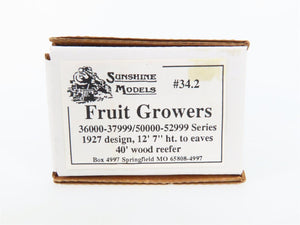 Sunshine
Models
#34.2
Fruit Growers
36000-37999/50000-52999 Series
1927 design, 12' 7" ht. to eaves
40' wood reefer
Box 4997 Springfield MO 65808-4997